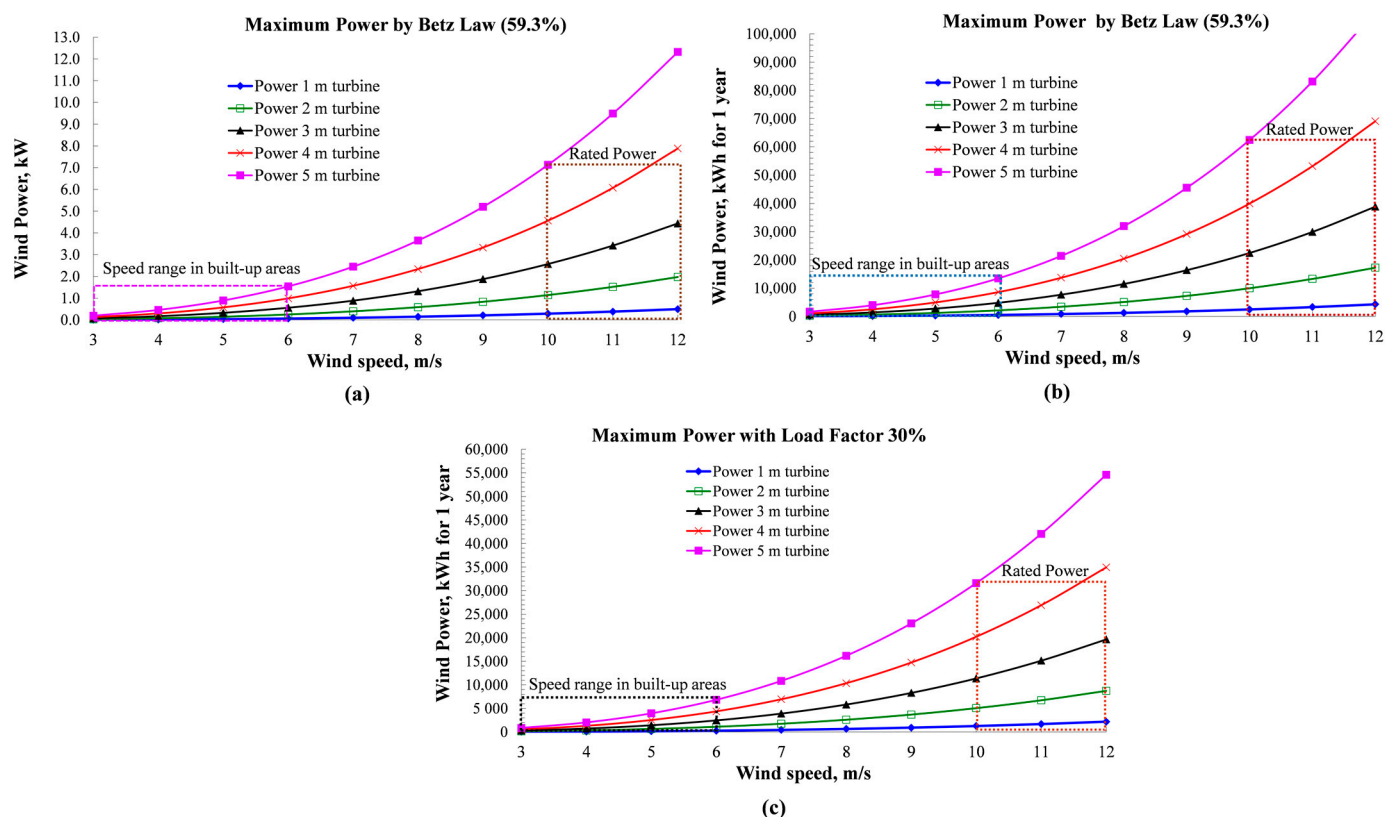 Maximum Power by Betz Law (59.3%)
Wind Power, kW
13.0
12.0
11.0
10.0
9.0
8.0
7.0
6.0
5.0
4.0
3.0
2.0
1.0
0.0
Power 1 m turbine
Power 2 m turbine
Power 3 m turbine
Power 4 m turbine
Power 5 m turbine
Rated Power
Speed range in built-up areas
3 4 5 6 7 8 9 10 11 12
Wind speed, m/s
(a)
Maximum Power by Betz Law (59.3%)
Wind Power, kWh for 1 year
100,000
90,000
80,000
70,000
60,000
50,000
40,000
30,000
20,000
10,000
0
Power 1 m turbine
Power 2 m turbine
Power 3 m turbine
Power 4 m turbine
Power 5 m turbine
Rated Power
Speed range in built-up areas
3 4 5 6 7 8 9 10 11 12
Wind speed, m/s
(b)
Maximum Power with Load Factor 30%
Wind Power, kWh for 1 year
60,000
55,000
50,000
45,000
40,000
35,000
30,000
25,000
20,000
15,000
10,000
5,000
0
Power 1 m turbine
Power 2 m turbine
Power 3 m turbine
Power 4 m turbine
Power 5 m turbine
Rated Power
Speed range in built-up areas
3 4 5 6 7 8 9 10 11 12
Wind speed, m/s
(c)